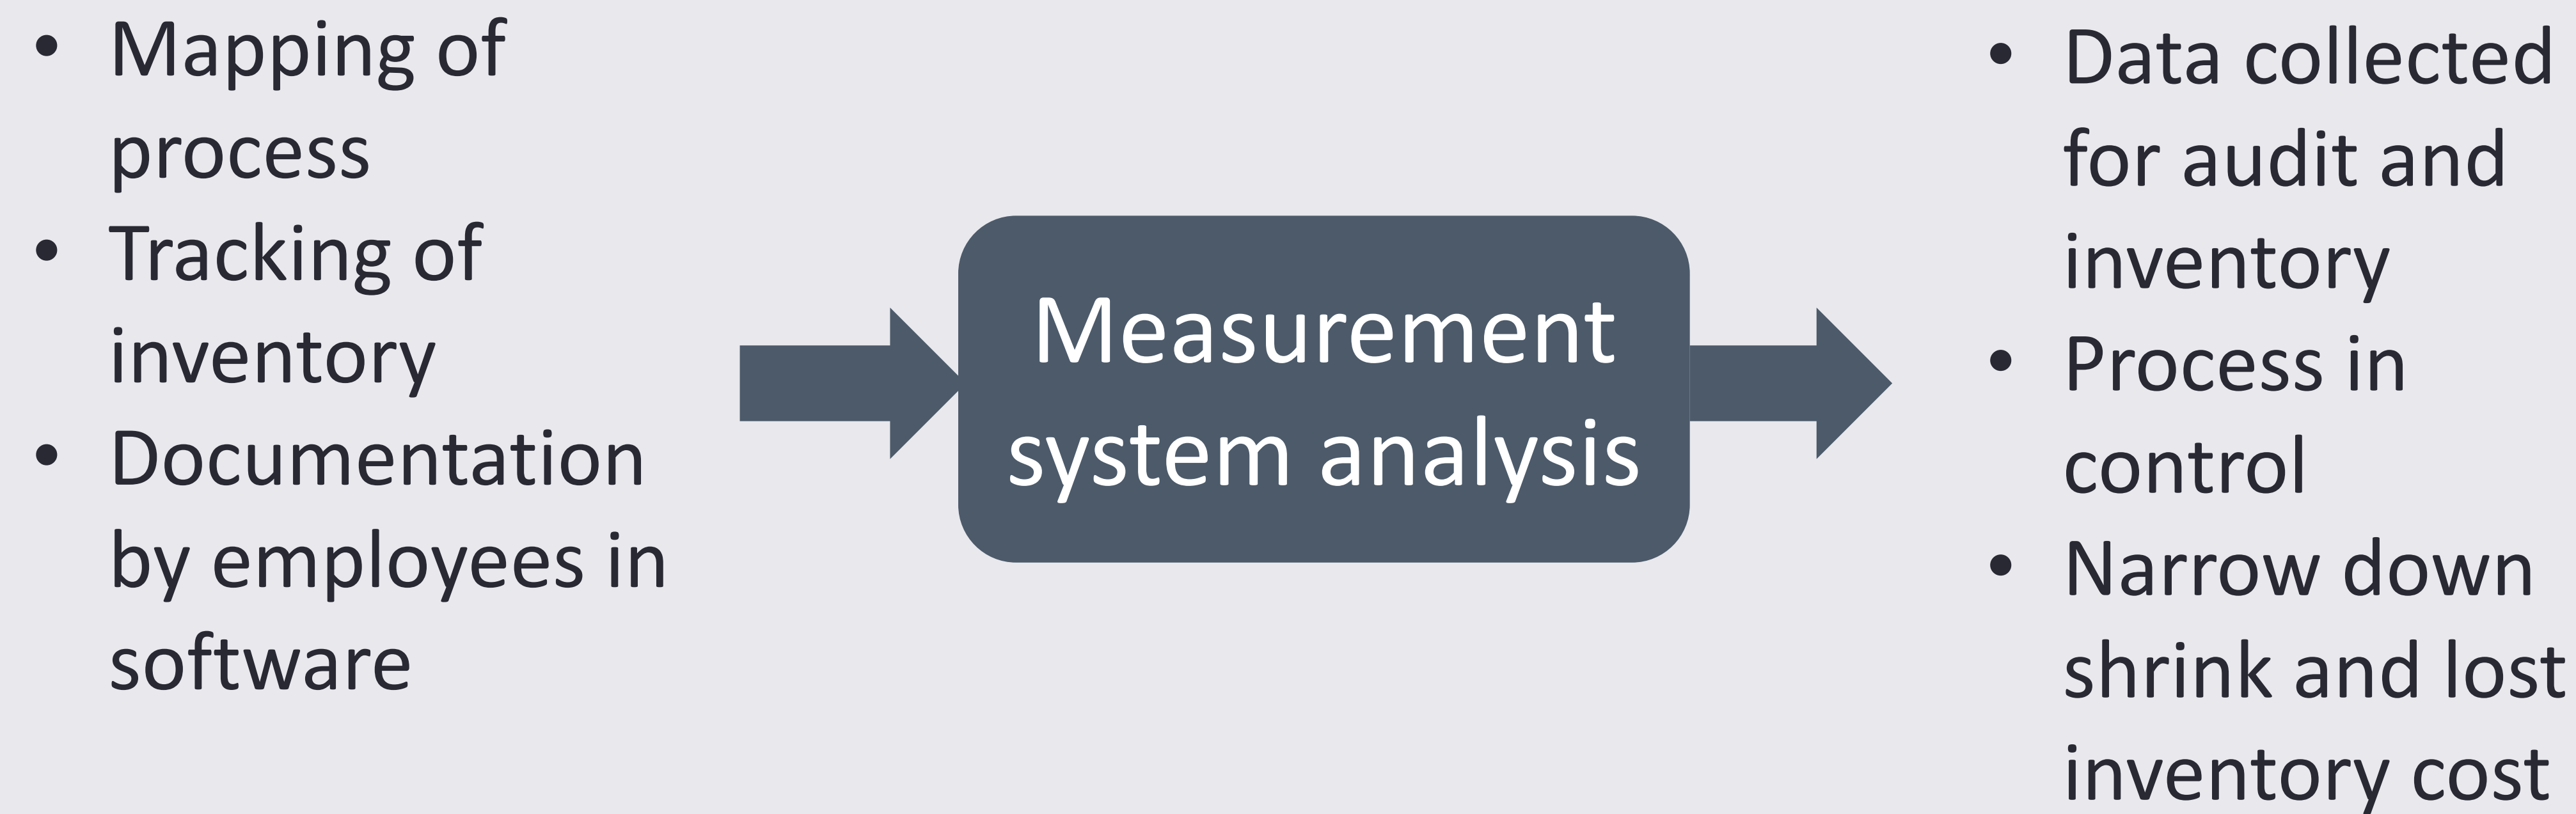 • Mapping of
process
• Tracking of
inventory
• Documentation
by employees in
software
Measurement
system analysis
• Data collected
for audit and
inventory
• Process in
control
• Narrow down
shrink and lost
inventory cost